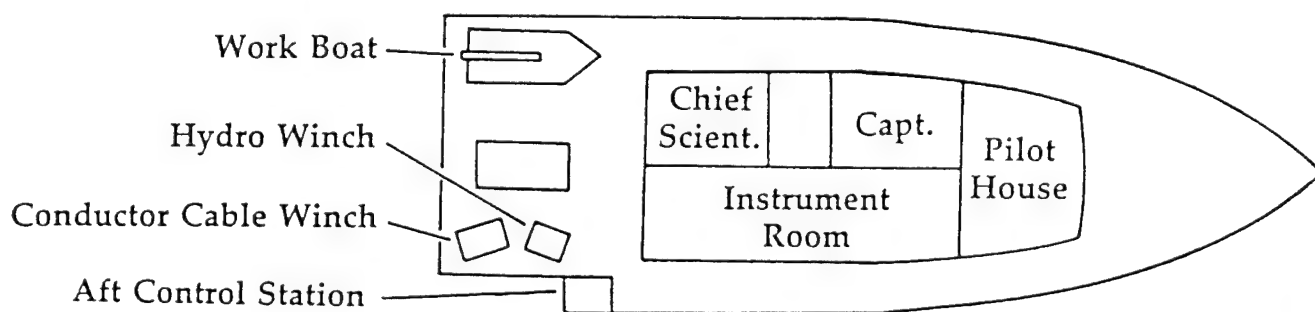 Work Boat
Hydro Winch
Conductor Cable Winch
Aft Control Station
Chief
Scient.
Capt.
Pilot
House
Instrument
Room